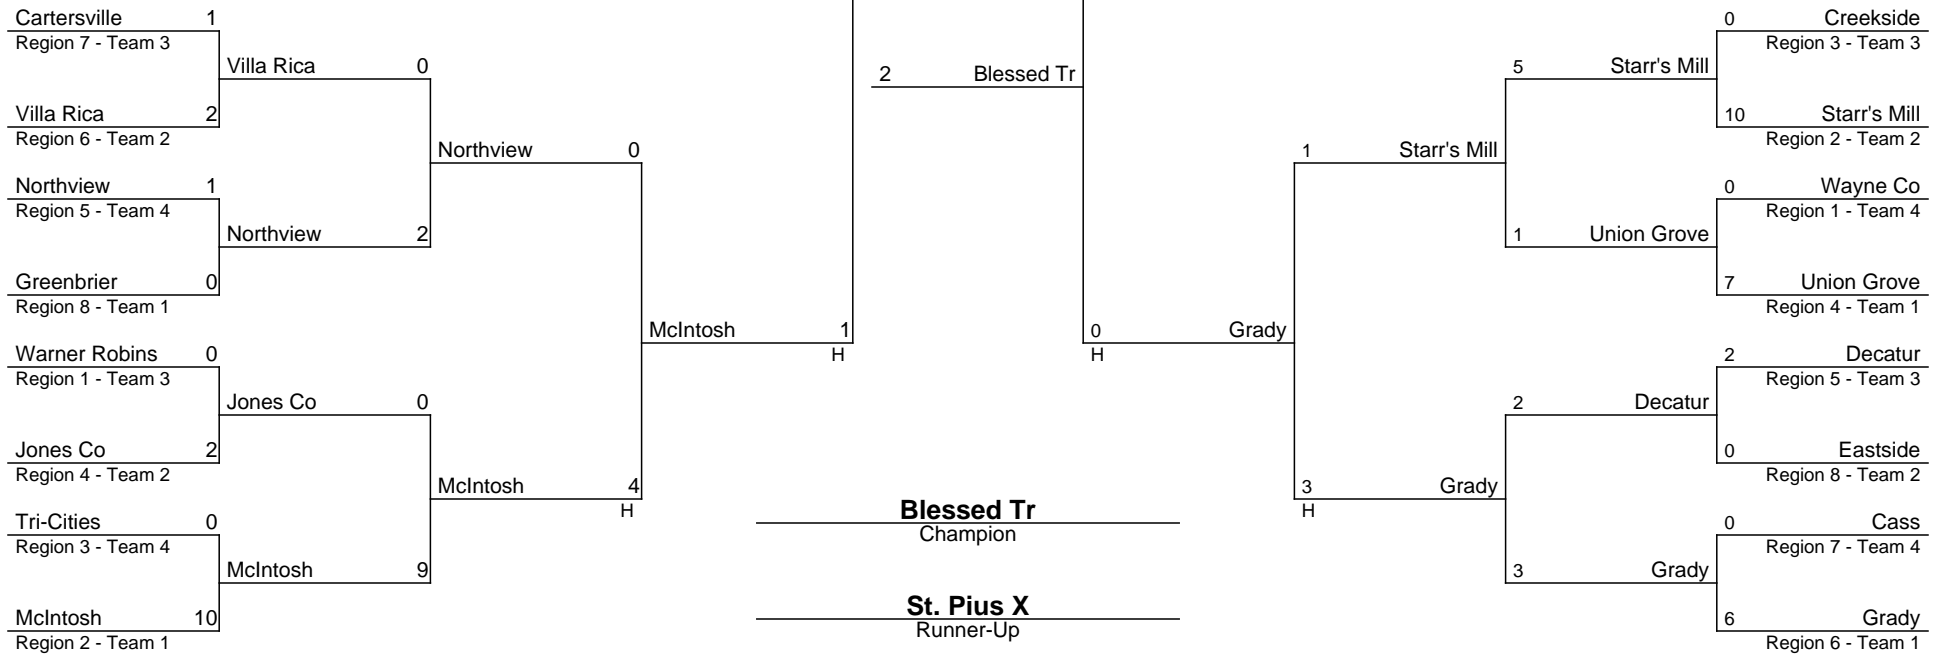 Cartersville 1
Region 7 - Team 3
Villa Rica 0
Villa Rica 2
Region 6 - Team 2
Northview 0
Northview 1
Region 5 - Team 4
Northview 2
Greenbrier 0
Region 8 - Team 1
McIntosh 1
H
Warner Robins 0
Region 1 - Team 3
Jones Co 0
Jones Co 2
Region 4 - Team 2
McIntosh 4
H
Tri-Cities 0
Region 3 - Team 4
McIntosh 9
McIntosh 10
Region 2 - Team 1
2 Blessed Tr
Blessed Tr
Champion
St. Pius X
Runner-Up
0 Creekside
Region 3 - Team 3
5 Starr's Mill
10 Starr's Mill
Region 2 - Team 2
1 Starr's Mill
0 Wayne Co
Region 1 - Team 4
1 Union Grove
7 Union Grove
Region 4 - Team 1
0 Grady
H
2 Decatur
Region 5 - Team 3
2 Decatur
0 Eastside
Region 8 - Team 2
3 Grady
H
0 Cass
Region 7 - Team 4
3 Grady
6 Grady
Region 6 - Team 1